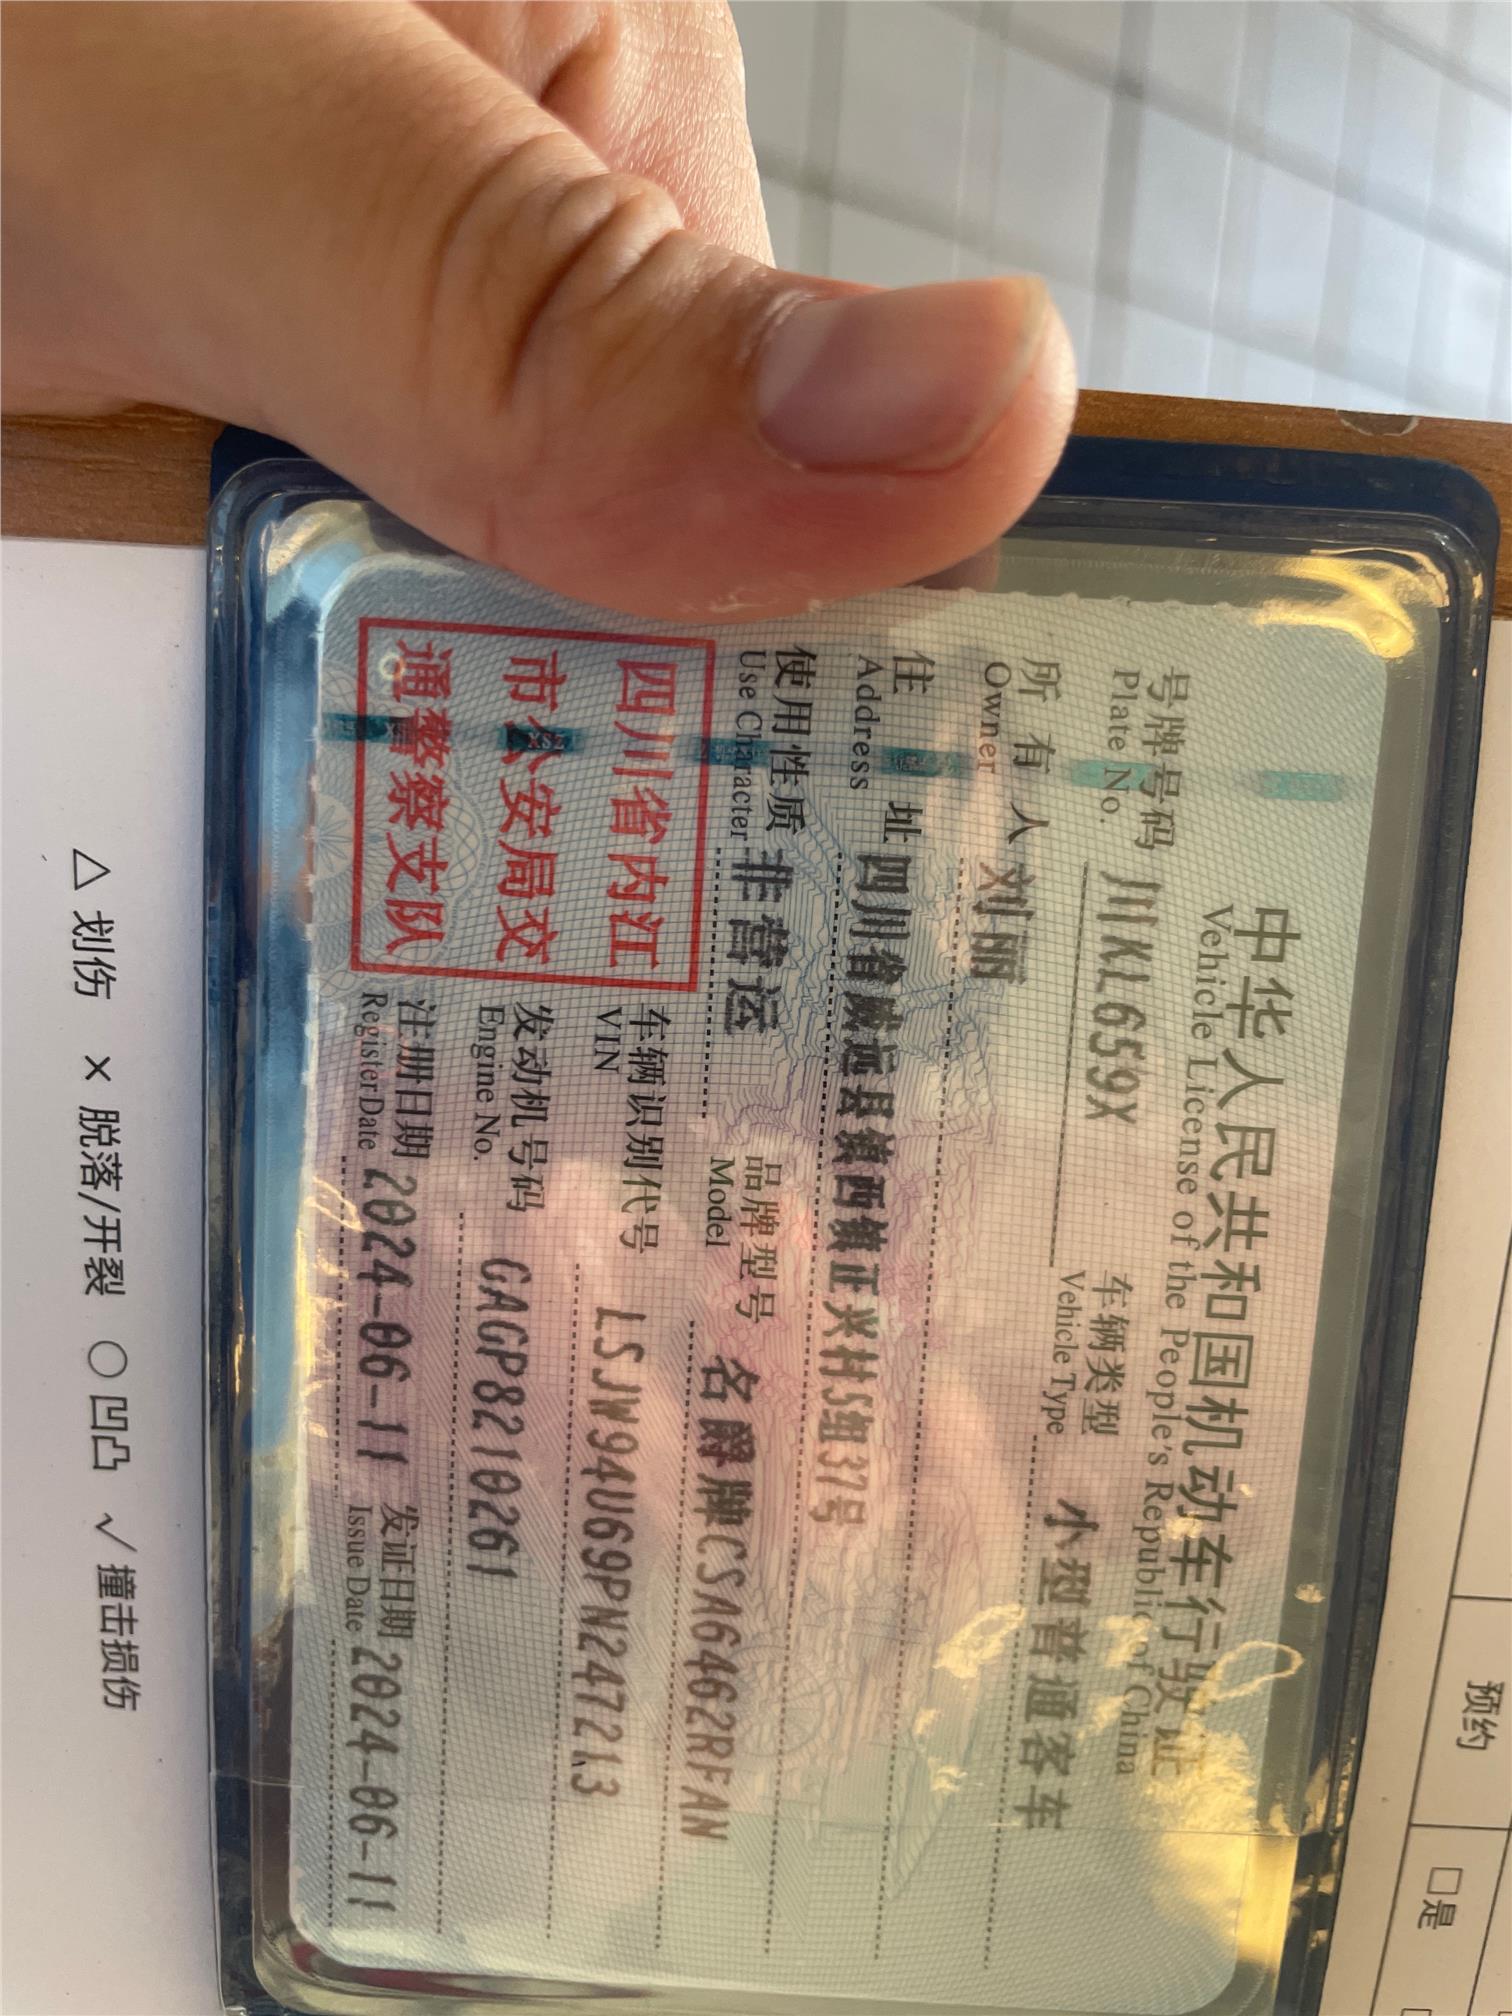 中华人民共和国机动车行驶证
Vehicle License of the People's Republic of China
号牌号码 川KL659X 车辆类型 小型普通客车
Plate No. Vehicle Type
所有人 刘丽
Owner
住址 四川省威远县镇西镇正兴村5组37号
Address
使用性质 非营运 品牌型号 名爵牌CSA6462RFAN
Use Character Model
四川省内江
市公安局交
通警察支队
车辆识别代号 LSJW94U69PN247213
VIN
发动机号码 GAGP8210261
Engine No.
注册日期 2024-06-11 发证日期 2024-06-11
Register Date Issue Date
预约
□是
△ 划伤 × 脱落/开裂 ○ 凹凸 √ 撞击损伤